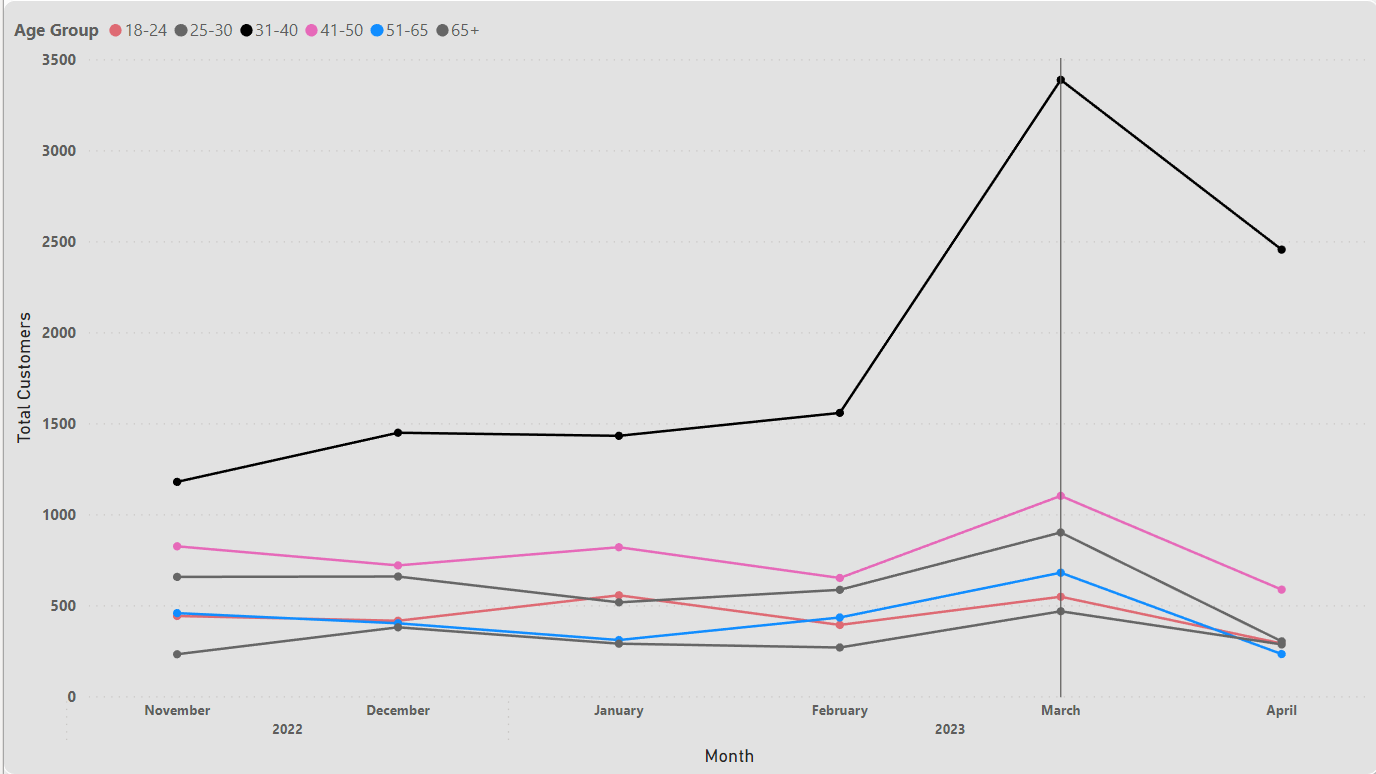 Age Group 18-24 25-30 31-40 41-50 51-65 65+
3500
3000
2500
2000
1500
1000
500
0
Total Customers
November December January February March April
2022 2023
Month